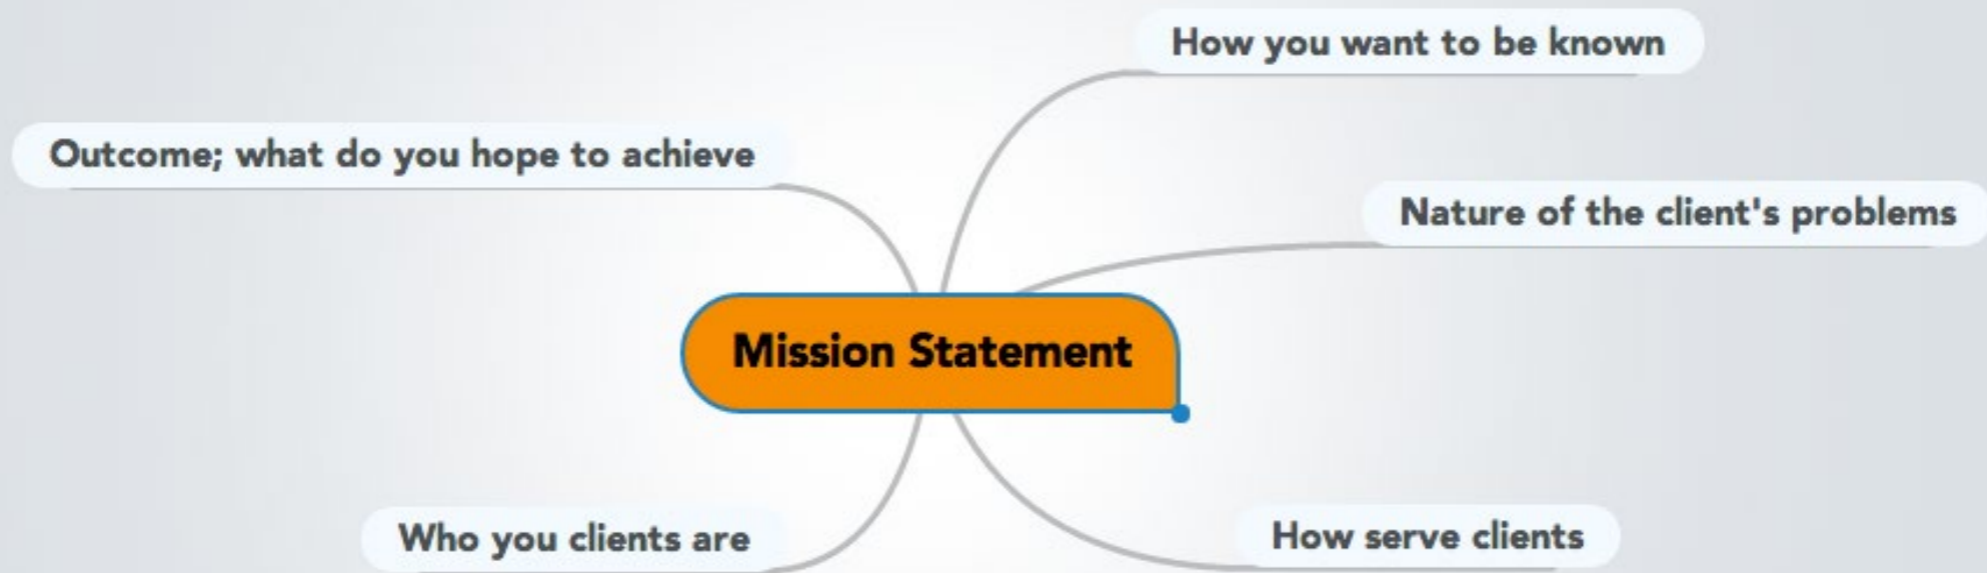 How you want to be known
Outcome; what do you hope to achieve
Nature of the client's problems
Mission Statement
Who you clients are
How serve clients